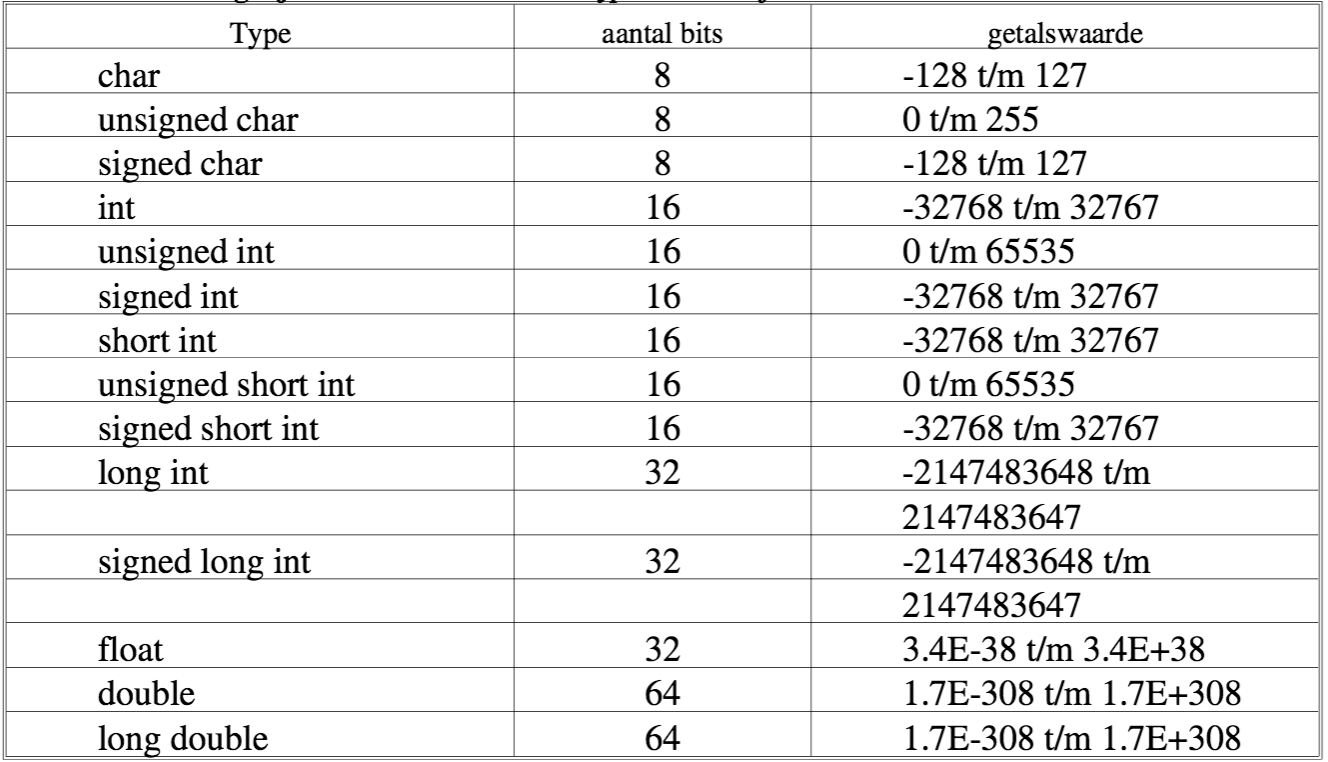 Type aantal bits getalswaarde
char 8 -128 t/m 127
unsigned char 8 0 t/m 255
signed char 8 -128 t/m 127
int 16 -32768 t/m 32767
unsigned int 16 0 t/m 65535
signed int 16 -32768 t/m 32767
short int 16 -32768 t/m 32767
unsigned short int 16 0 t/m 65535
signed short int 16 -32768 t/m 32767
long int 32 -2147483648 t/m
2147483647
signed long int 32 -2147483648 t/m
2147483647
float 32 3.4E-38 t/m 3.4E+38
double 64 1.7E-308 t/m 1.7E+308
long double 64 1.7E-308 t/m 1.7E+308